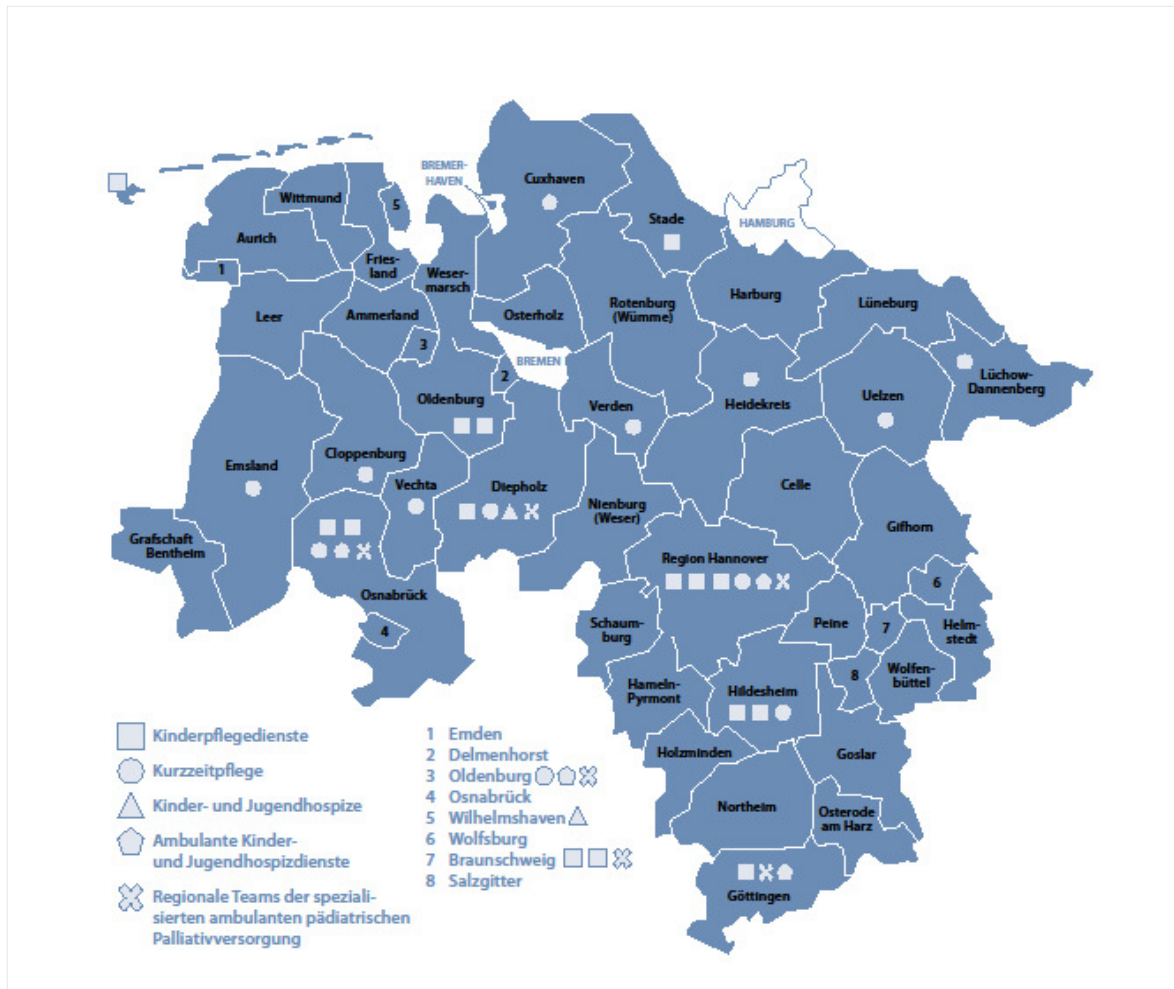 BREMER-
HAVEN
Cuxhaven
Wittmund
5
Stade
HAMBURG
Aurich
1
Fries-
land
Weser-
marsch
Leer
Ammerland
3
Osterholz
Rotenburg
(Wümme)
Harburg
Lüneburg
BREMEN
2
Oldenburg
Verden
Heidekreis
Uelzen
Lüchow-
Dannenberg
Emsland
Cloppenburg
Vechta
Diepholz
Nienburg
(Weser)
Celle
Gifhorn
Grafschaft
Bentheim
Osnabrück
4
Region Hannover
6
Schaum-
burg
Peine
7
Helm-
stedt
Hameln-
Pyrmont
Hildesheim
8
Wolfen-
büttel
Holzminden
Goslar
Northeim
Osterode
am Harz
Göttingen
Kinderpflegedienste
Kurzzeitpflege
Kinder- und Jugendhospize
Ambulante Kinder-
und Jugendhospizdienste
Regionale Teams der speziali-
sierten ambulanten pädiatrischen
Palliativversorgung
1 Emden
2 Delmenhorst
3 Oldenburg
4 Osnabrück
5 Wilhelmshaven
6 Wolfsburg
7 Braunschweig
8 Salzgitter